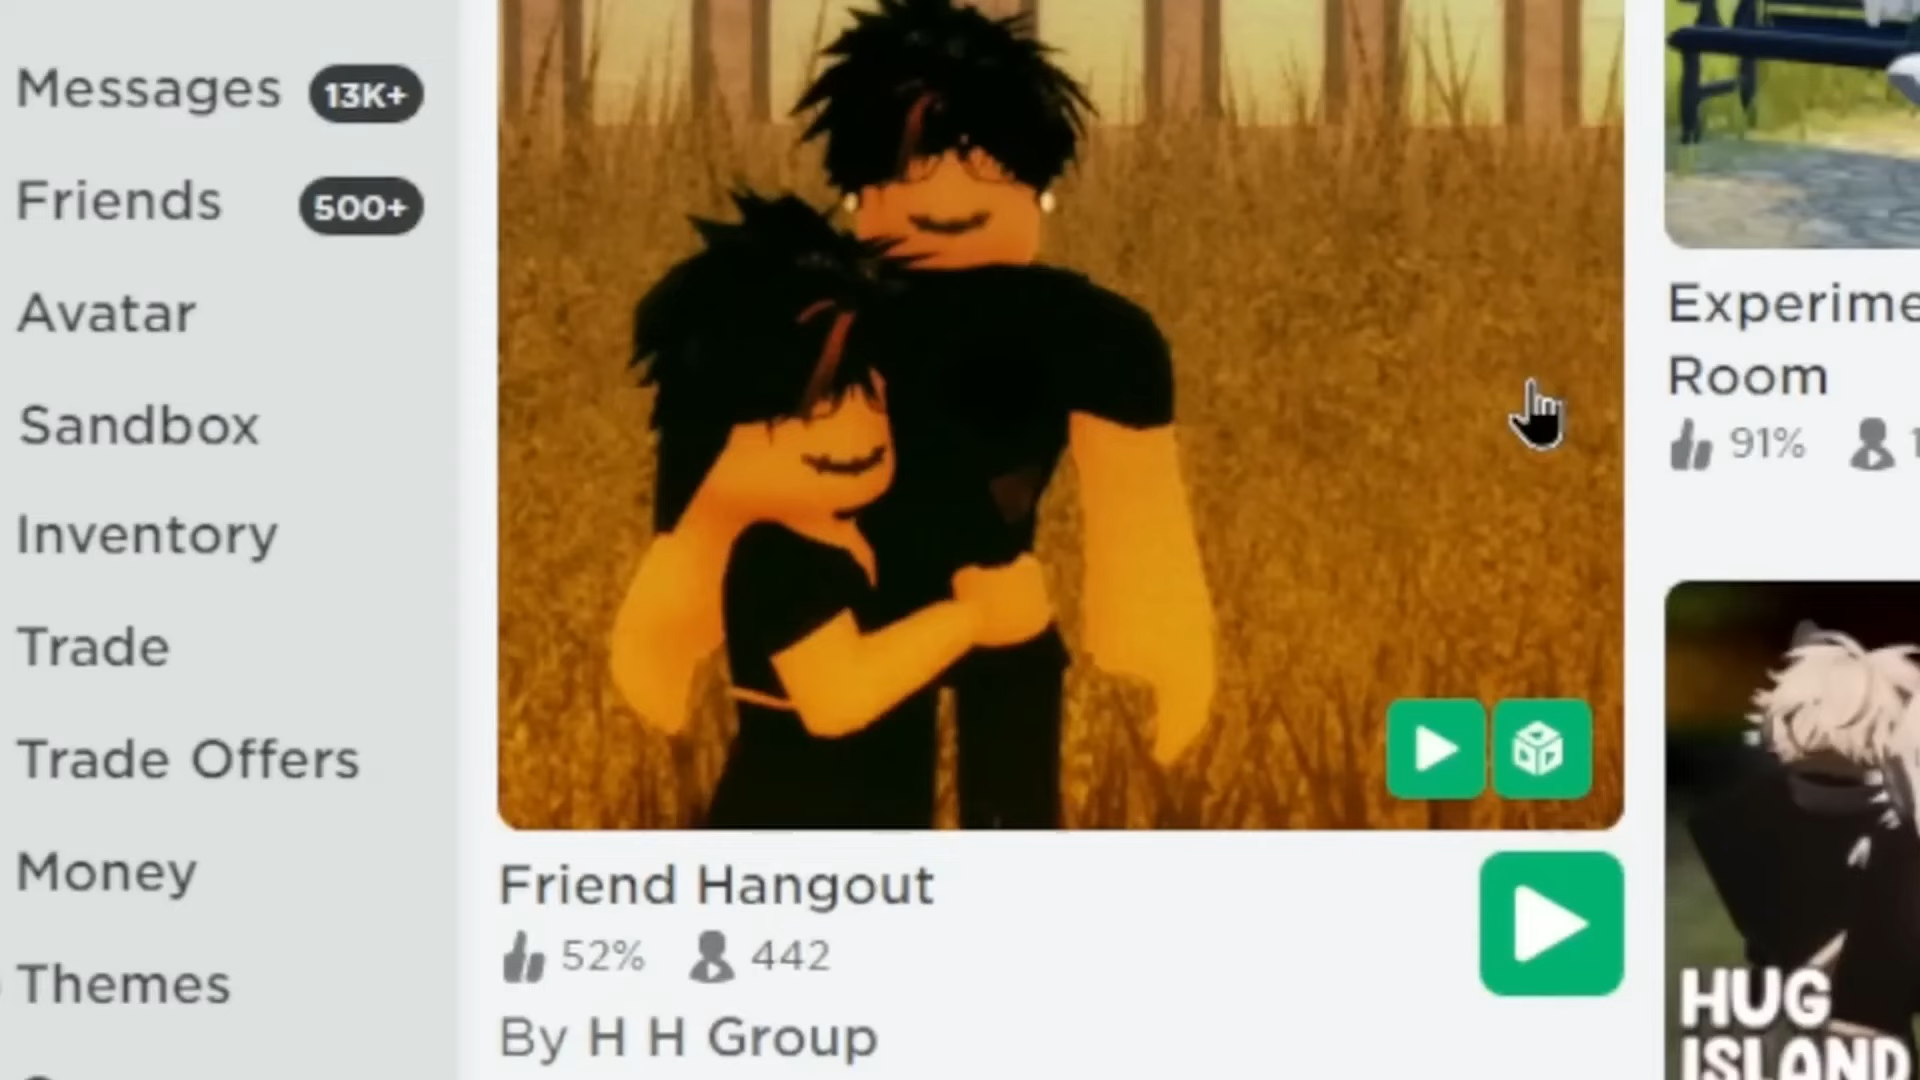 Messages 13K+
Friends 500+
Avatar
Sandbox
Inventory
Trade
Trade Offers
Money
Themes
Friend Hangout
52% 442
By H H Group
Room
91%
HUG
ISLAND